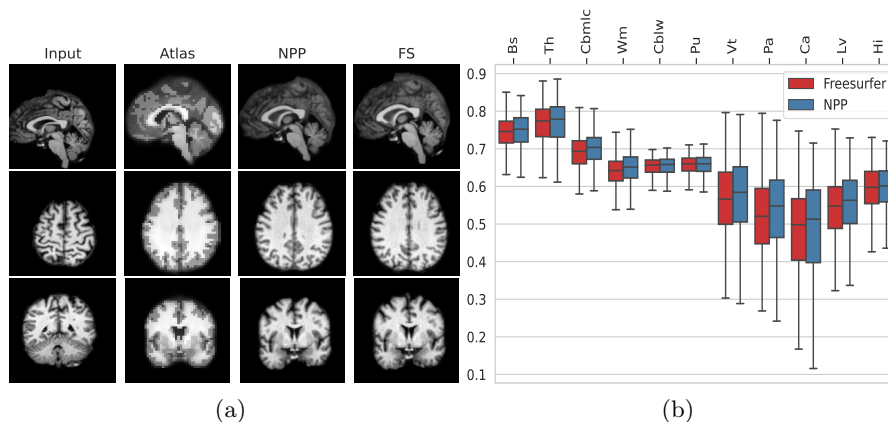 Input Atlas NPP FS
Bs Th Cbmlc Wm Cblw Pu Vt Pa Ca Lv Hi
Freesurfer
NPP
0.9
0.8
0.7
0.6
0.5
0.4
0.3
0.2
0.1
(a) (b)